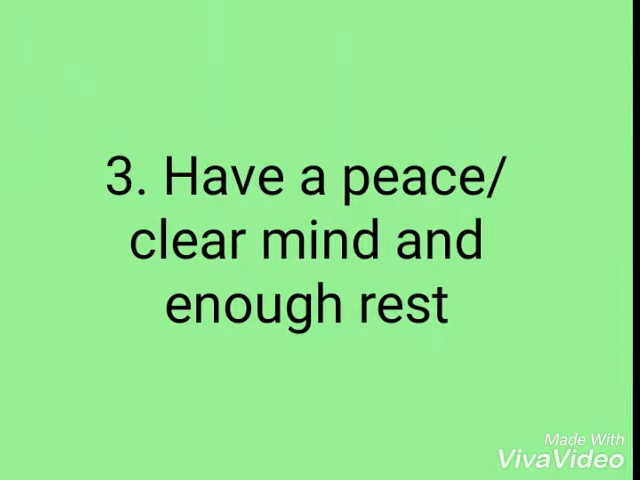 3. Have a peace/
clear mind and
enough rest
Made With
VivaVideo